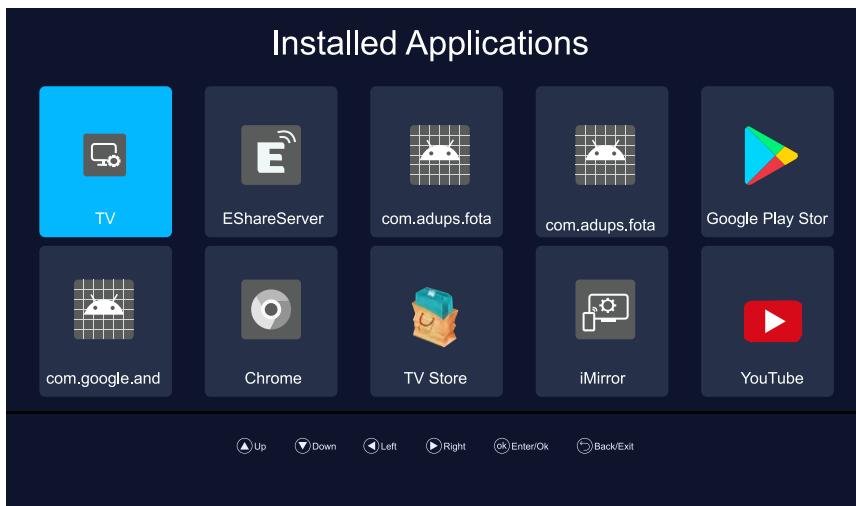 Installed Applications
TV
EShareServer
com.adups.fota
com.adups.fota
Google Play Stor
com.google.and
Chrome
TV Store
iMirror
YouTube
Up Down Left Right ok Enter/Ok Back/Exit